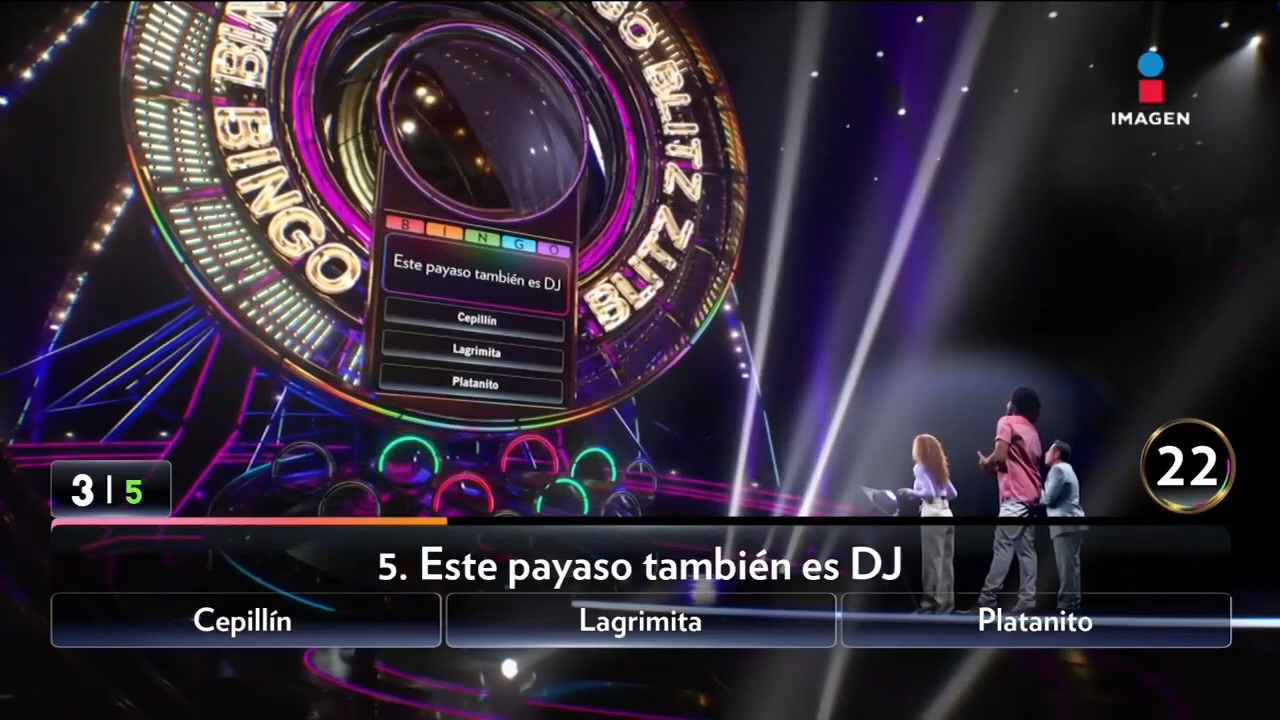 BINGO BINGO
BLITZ BLITZ
IMAGEN
B I N G O
Este payaso también es DJ
Cepillín
Lagrimita
Platanito
3 | 5
22
5. Este payaso también es DJ
Cepillín
Lagrimita
Platanito